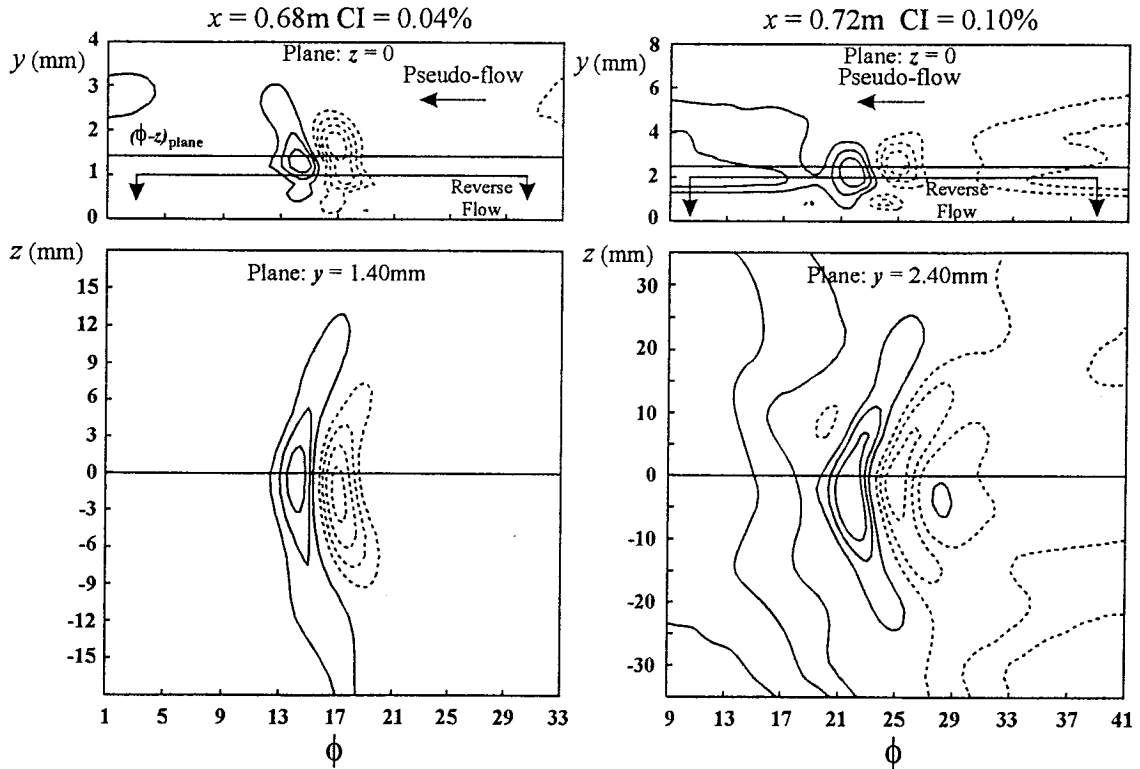 x = 0.68m CI = 0.04%
y (mm)
4
3
2
1
0
Plane: z = 0
Pseudo-flow
(ϕ-z)plane
Reverse
Flow
z (mm)
15
12
9
6
3
0
-3
-6
-9
-12
-15
Plane: y = 1.40mm
1 5 9 13 17 21 25 29 33
ϕ
x = 0.72m CI = 0.10%
y (mm)
8
6
4
2
0
Plane: z = 0
Pseudo-flow
Reverse
Flow
z (mm)
30
20
10
0
-10
-20
-30
Plane: y = 2.40mm
9 13 17 21 25 29 33 37 41
ϕ